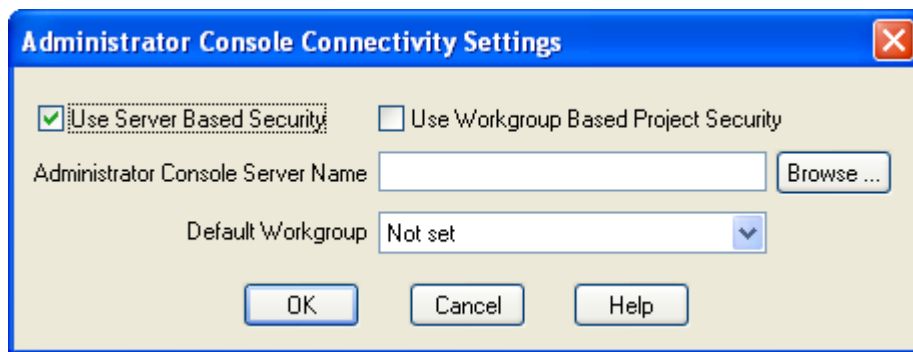 Administrator Console Connectivity Settings
Use Server Based Security Use Workgroup Based Project Security
Administrator Console Server Name Browse ...
Default Workgroup Not set
OK Cancel Help